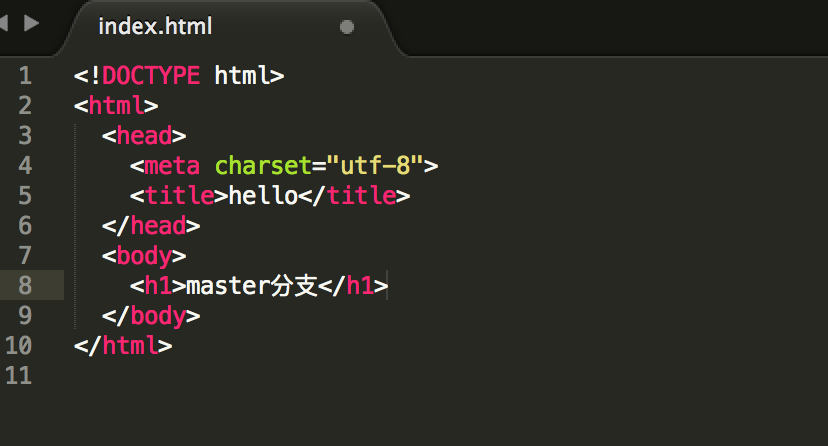 index.html
1 <!DOCTYPE html>
2 <html>
3   <head>
4     <meta charset="utf-8">
5     <title>hello</title>
6   </head>
7   <body>
8     <h1>master分支</h1>
9   </body>
10 </html>
11